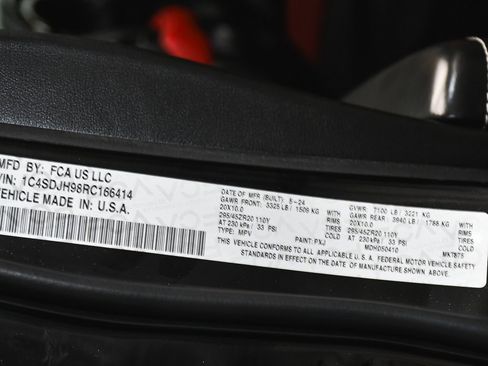 MFD BY: FCA US LLC
VIN: 1C4SDJH98RC166414
VEHICLE MADE IN: U.S.A.
DATE OF MFR (BUILT) 5-24 GVWR: 7100 LB / 3221 KG
GAWR FRONT: 3325 LB / 1508 KG GAWR REAR: 3940 LB / 1788 KG
20X10.0 RIMS 20X10.0 RIMS
295/45ZR20 110Y TIRES 295/45ZR20 110Y TIRES
AT 230 kPa / 33 PSI COLD AT 230 kPa / 33 PSI COLD
TYPE: MPV PAINT: PXJ MDH050410 MKT875
THIS VEHICLE CONFORMS TO ALL APPLICABLE U.S.A. FEDERAL MOTOR VEHICLE SAFETY
STANDARDS IN EFFECT ON THE DATE OF MANUFACTURE SHOWN ABOVE.